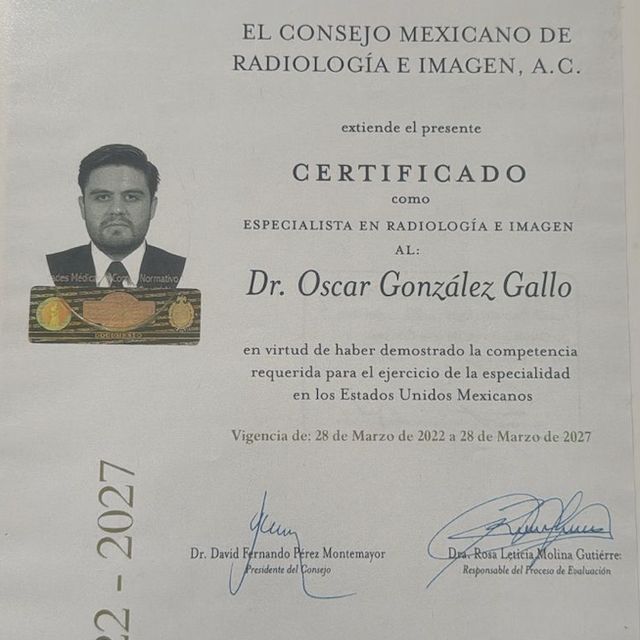 EL CONSEJO MEXICANO DE
RADIOLOGÍA E IMAGEN, A.C.
extiende el presente
CERTIFICADO
como
ESPECIALISTA EN RADIOLOGÍA E IMAGEN
AL:
Dr. Oscar González Gallo
en virtud de haber demostrado la competencia
requerida para el ejercicio de la especialidad
en los Estados Unidos Mexicanos
Vigencia de: 28 de Marzo de 2022 a 28 de Marzo de 2027
Dr. David Fernando Pérez Montemayor
Presidente del Consejo
Dra. Rosa Leticia Molina Gutiérre
Responsable del Proceso de Evaluación
22 - 2027
Normativo